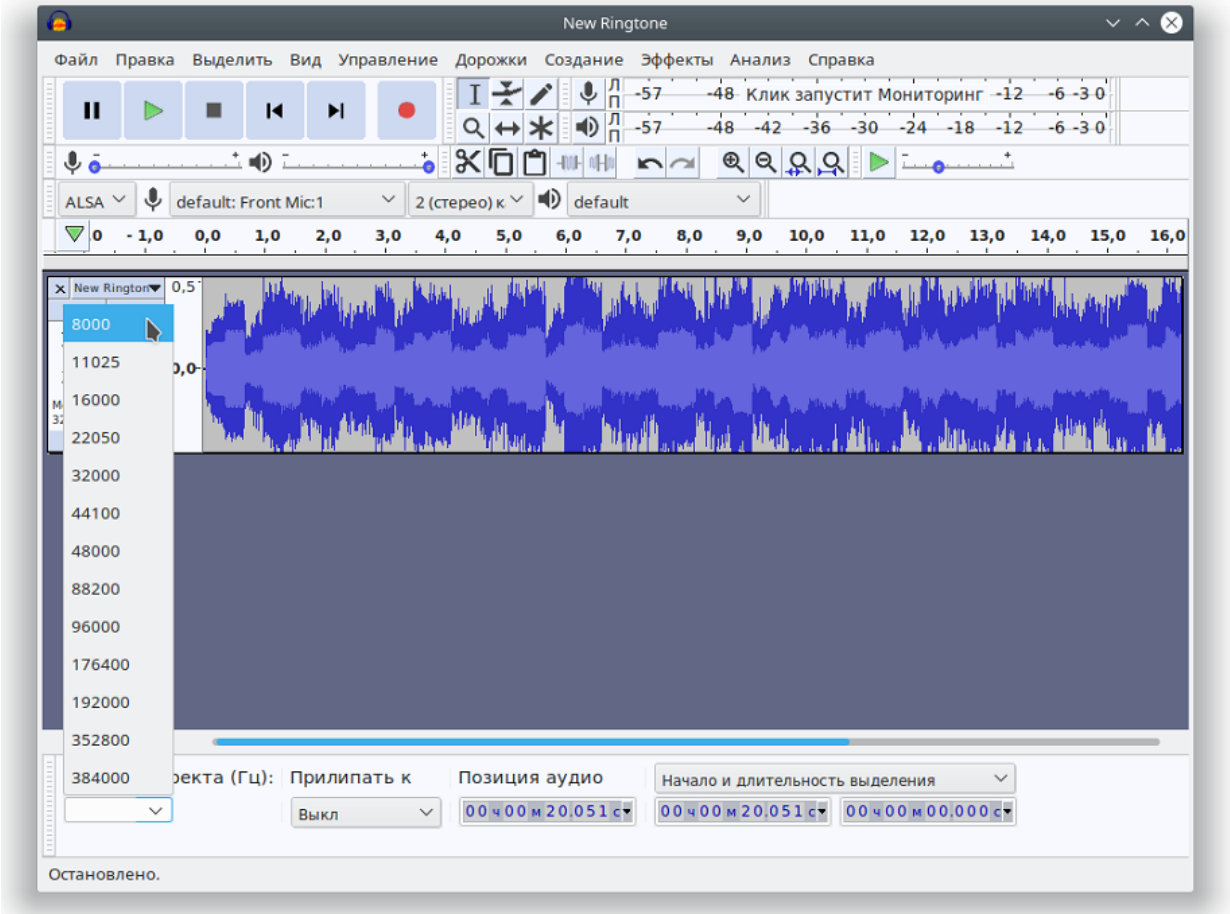 New Ringtone
Файл Правка Выделить Вид Управление Дорожки Создание Эффекты Анализ Справка
Л П -57 -48 Клик запустит Мониторинг -12 -6 -3 0
Л П -57 -48 -42 -36 -30 -24 -18 -12 -6 -3 0
ALSA default: Front Mic:1 2 (стерео) к default
0 - 1,0 0,0 1,0 2,0 3,0 4,0 5,0 6,0 7,0 8,0 9,0 10,0 11,0 12,0 13,0 14,0 15,0 16,0
New Rington 0,5
8000
11025
0,0
16000
22050
32000
44100
48000
88200
96000
176400
192000
352800
384000
екта (Гц): Прилипать к Позиция аудио Начало и длительность выделения
Выкл 00 ч 00 м 20.051 с 00 ч 00 м 20.051 с 00 ч 00 м 00.000 с
Остановлено.